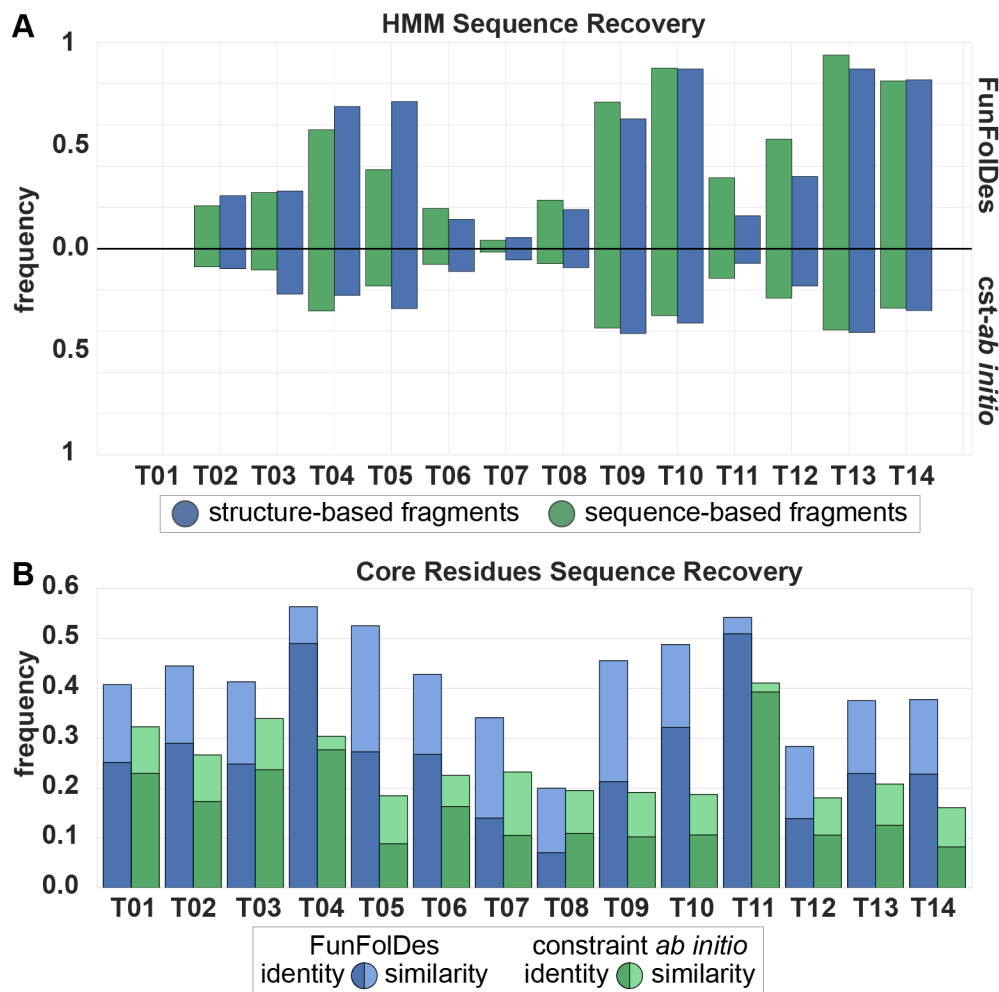 A
HMM Sequence Recovery
1
0.5
0.0
0.5
1
frequency
FunFolDes
cst-ab initio
T01 T02 T03 T04 T05 T06 T07 T08 T09 T10 T11 T12 T13 T14
structure-based fragments sequence-based fragments
B
Core Residues Sequence Recovery
0.6
0.5
0.4
0.3
0.2
0.1
0.0
frequency
T01 T02 T03 T04 T05 T06 T07 T08 T09 T10 T11 T12 T13 T14
FunFolDes constraint ab initio
identity similarity identity similarity